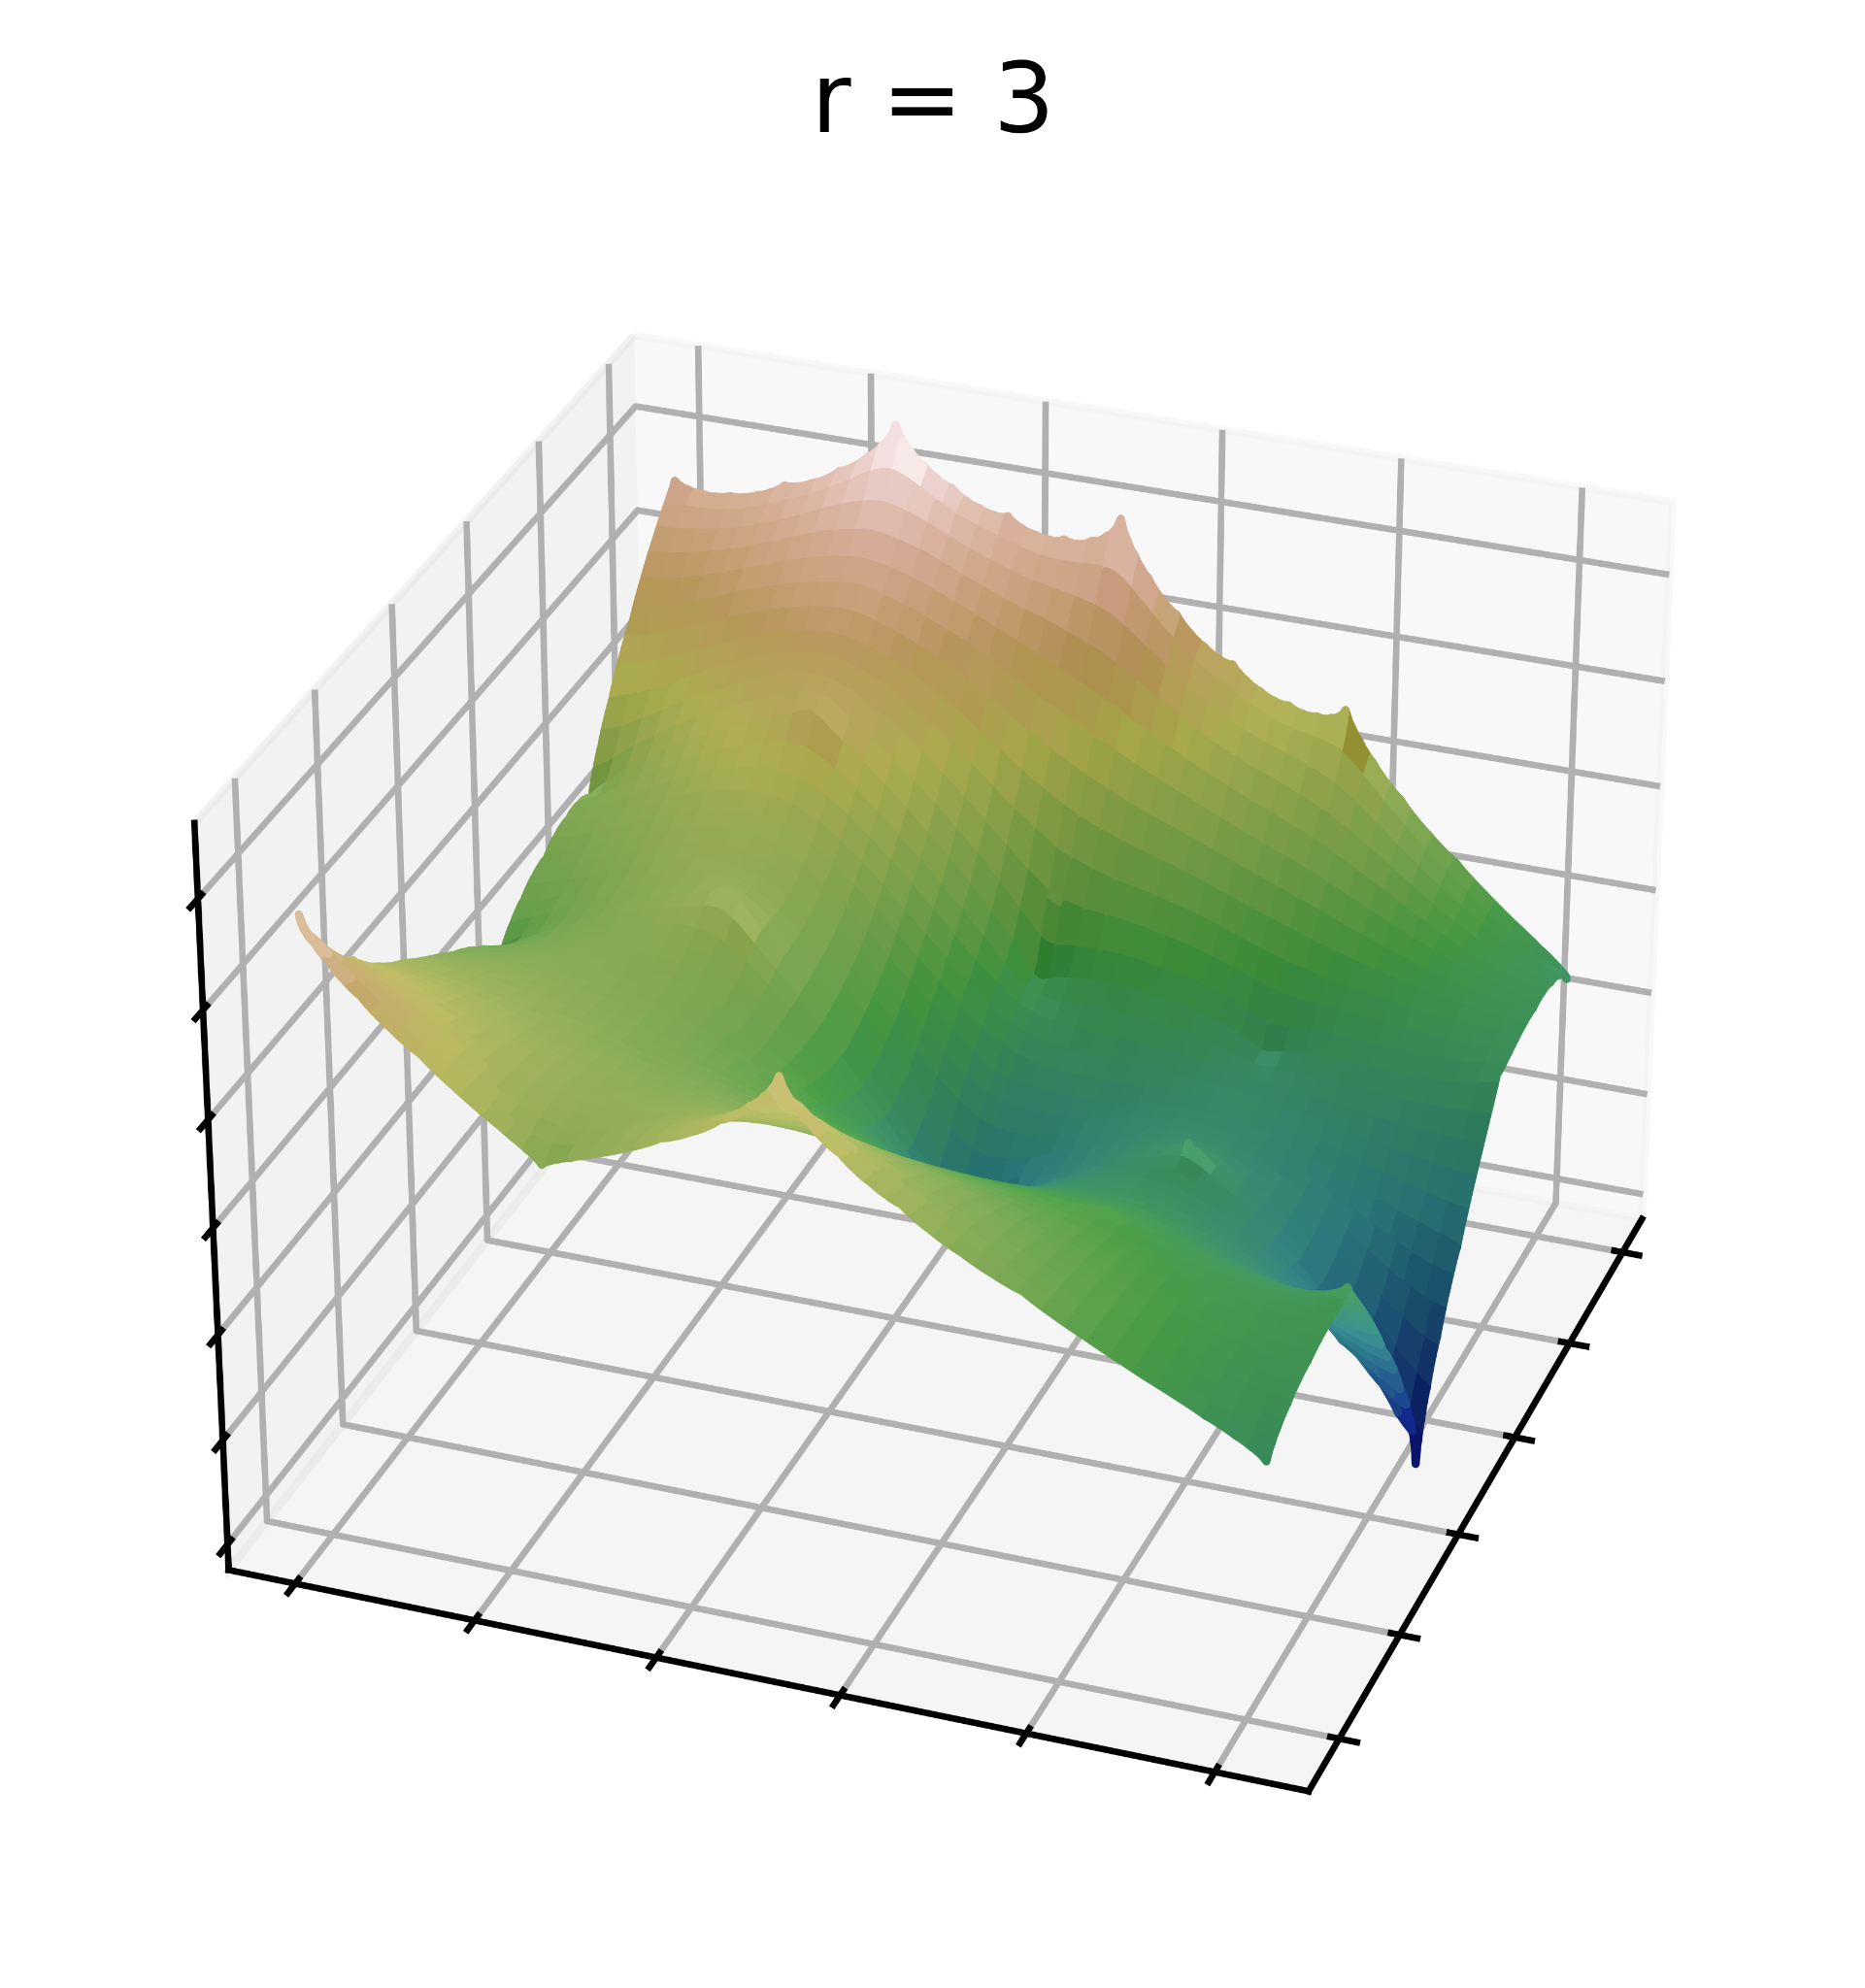 r = 3